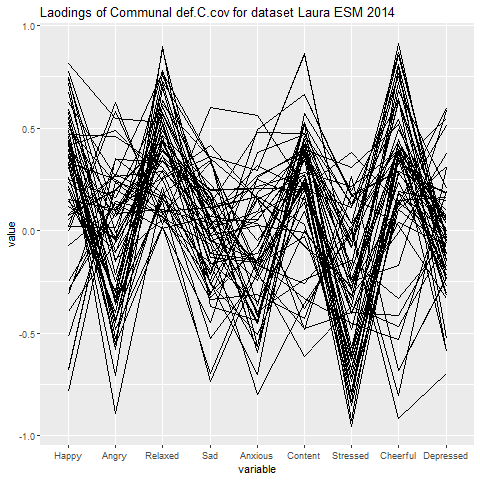 Laodings of Communal def.C.cov for dataset Laura ESM 2014
1.0
0.5
0.0
-0.5
-1.0
value
Happy Angry Relaxed Sad Anxious Content Stressed Cheerful Depressed
variable